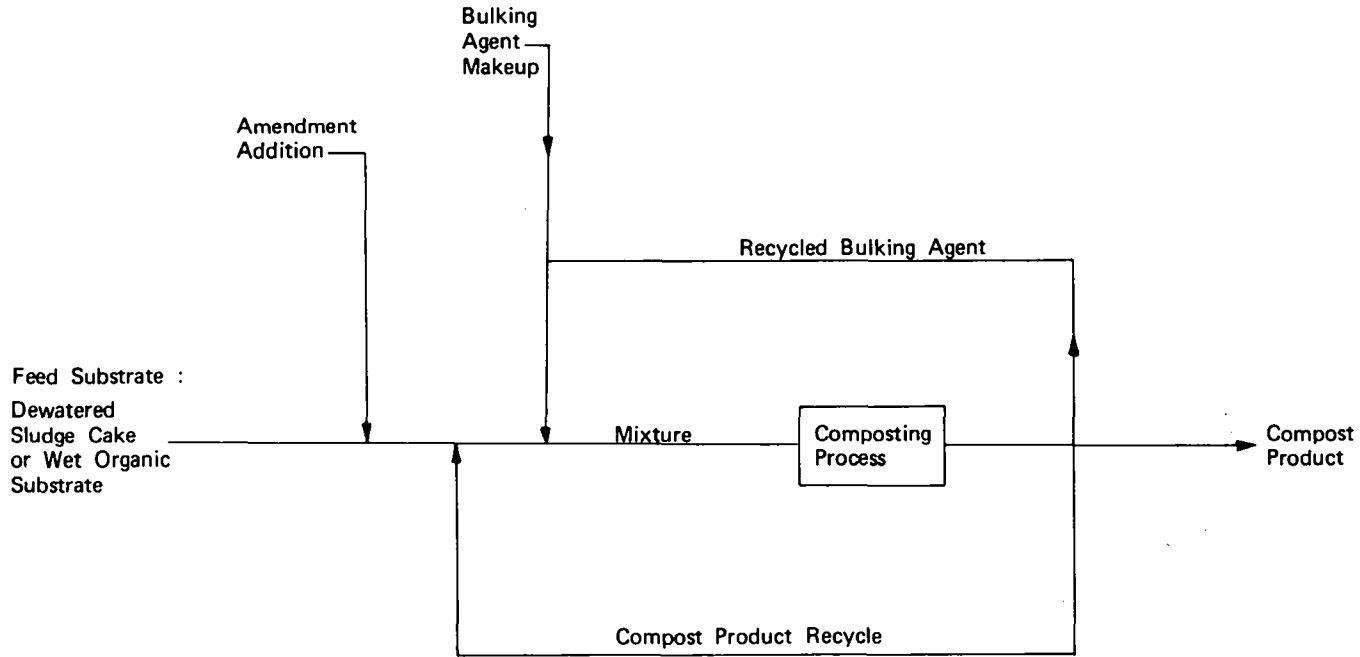 Bulking
Agent
Makeup
Amendment
Addition
Recycled Bulking Agent
Feed Substrate :
Dewatered
Sludge Cake
or Wet Organic
Substrate
Mixture
Composting
Process
Compost
Product
Compost Product Recycle